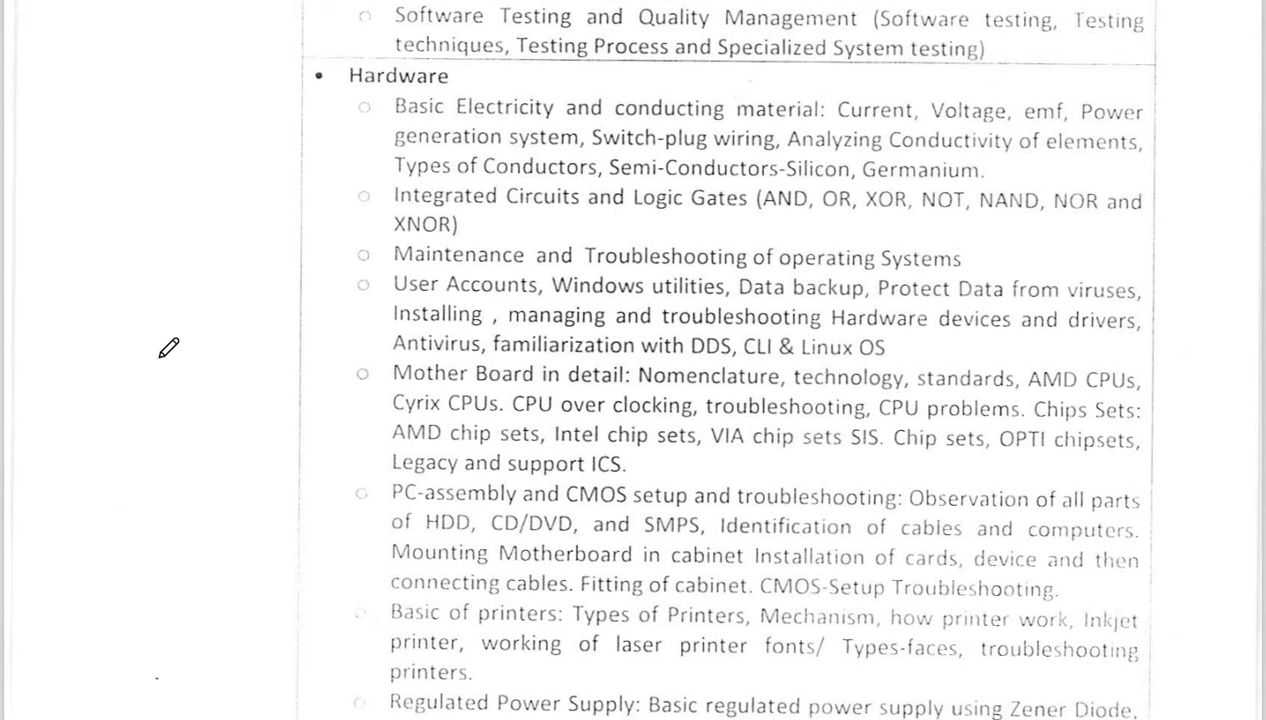 ○ Software Testing and Quality Management (Software testing, Testing
techniques, Testing Process and Specialized System testing)
• Hardware
○ Basic Electricity and conducting material: Current, Voltage, emf, Power
generation system, Switch-plug wiring, Analyzing Conductivity of elements,
Types of Conductors, Semi-Conductors-Silicon, Germanium.
○ Integrated Circuits and Logic Gates (AND, OR, XOR, NOT, NAND, NOR and
XNOR)
○ Maintenance and Troubleshooting of operating Systems
○ User Accounts, Windows utilities, Data backup, Protect Data from viruses,
Installing , managing and troubleshooting Hardware devices and drivers,
Antivirus, familiarization with DDS, CLI & Linux OS
○ Mother Board in detail: Nomenclature, technology, standards, AMD CPUs,
Cyrix CPUs. CPU over clocking, troubleshooting, CPU problems. Chips Sets:
AMD chip sets, Intel chip sets, VIA chip sets SIS. Chip sets, OPTI chipsets,
Legacy and support ICS.
○ PC-assembly and CMOS setup and troubleshooting: Observation of all parts
of HDD, CD/DVD, and SMPS, Identification of cables and computers.
Mounting Motherboard in cabinet Installation of cards, device and then
connecting cables. Fitting of cabinet. CMOS-Setup Troubleshooting.
○ Basic of printers: Types of Printers, Mechanism, how printer work, Inkjet
printer, working of laser printer fonts/ Types-faces, troubleshooting
printers.
○ Regulated Power Supply: Basic regulated power supply using Zener Diode,